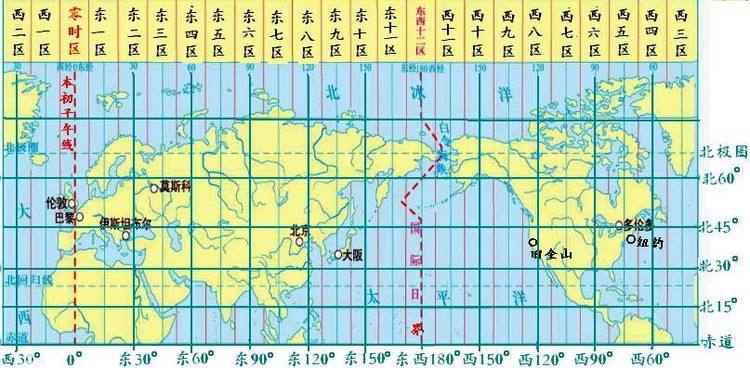 西二区
西一区
零时区
东一区
东二区
东三区
东四区
东五区
东六区
东七区
东八区
东九区
东十区
东十一区
东西十二区
西十一区
西十区
西九区
西八区
西七区
西六区
西五区
西四区
西三区
30 西经0东经 30 60 90 120 150 东经180西经 150 120 90 60
本初子午线
北 冰 洋
北极圈
北极圈
北60°
莫斯科
伦敦
巴黎
大
伊斯坦布尔
北京
大阪
国际日界
多伦多
纽约
旧金山
北45°
北30°
北回归线
太 平 洋
西
北15°
赤道
赤道
西30° 0° 东30° 东60° 东90° 东120° 东150° 东西180° 西150° 西120° 西90° 西60°